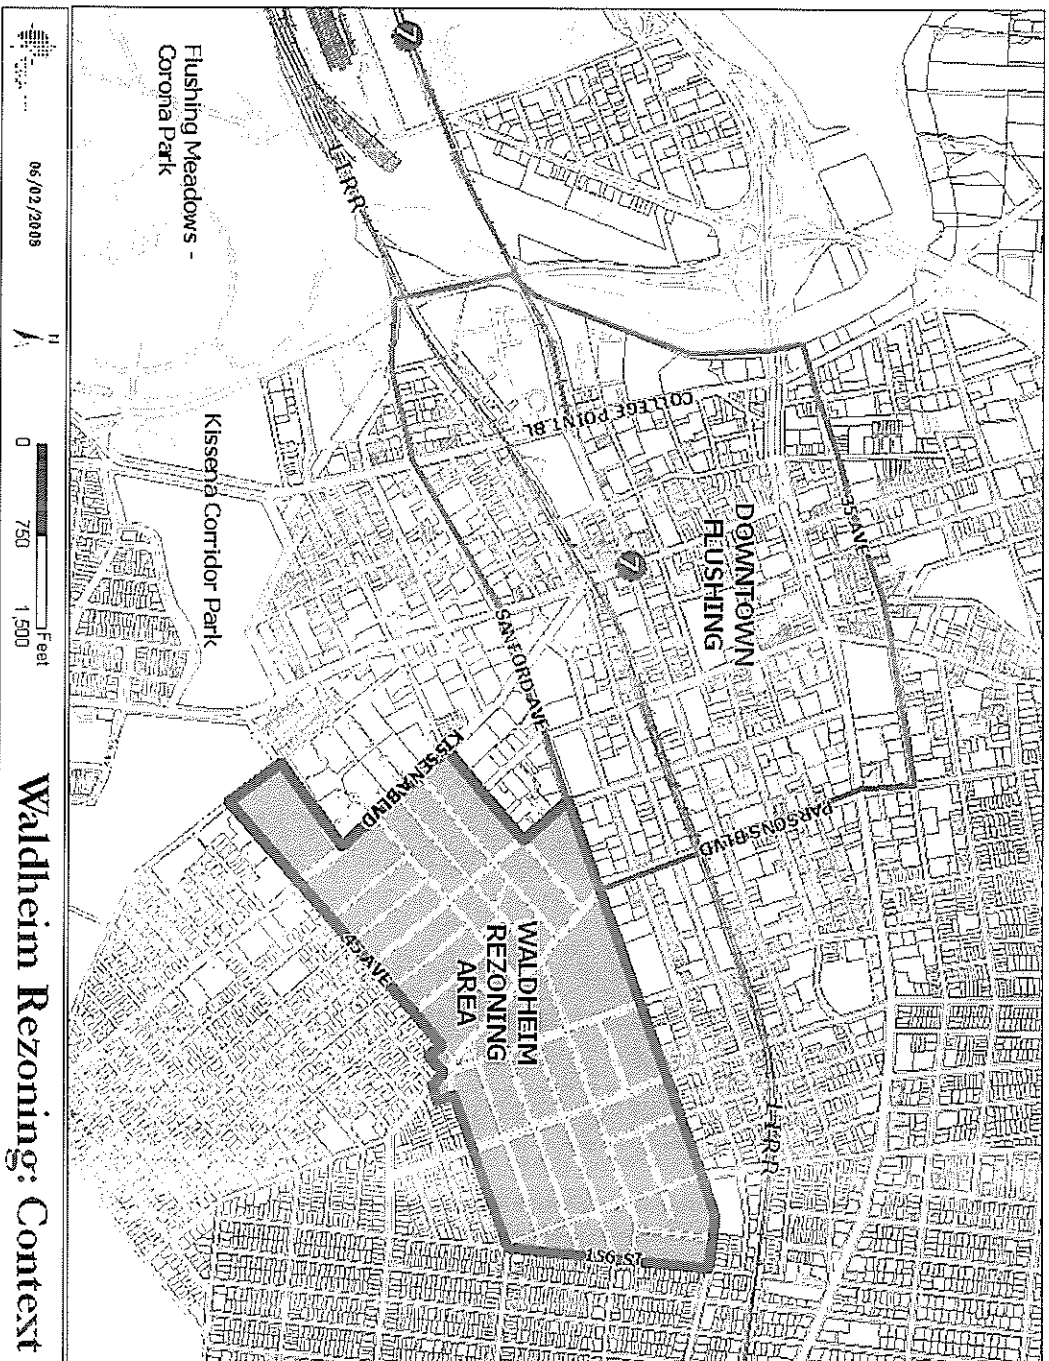 7
Flushing Meadows -
Corona Park
L I R R
COLLEGE POINT BL
35 AVE
DOWNTOWN
FLUSHING
7
Kissena Corridor Park
SANFORD AVE
KISSENA BLVD
PARSONS BLVD
WALDHEIM
REZONING
AREA
45 AVE
L I R R
156 ST
06/02/2008
N
0 750 1,500
Feet
Waldheim Rezoning: Context